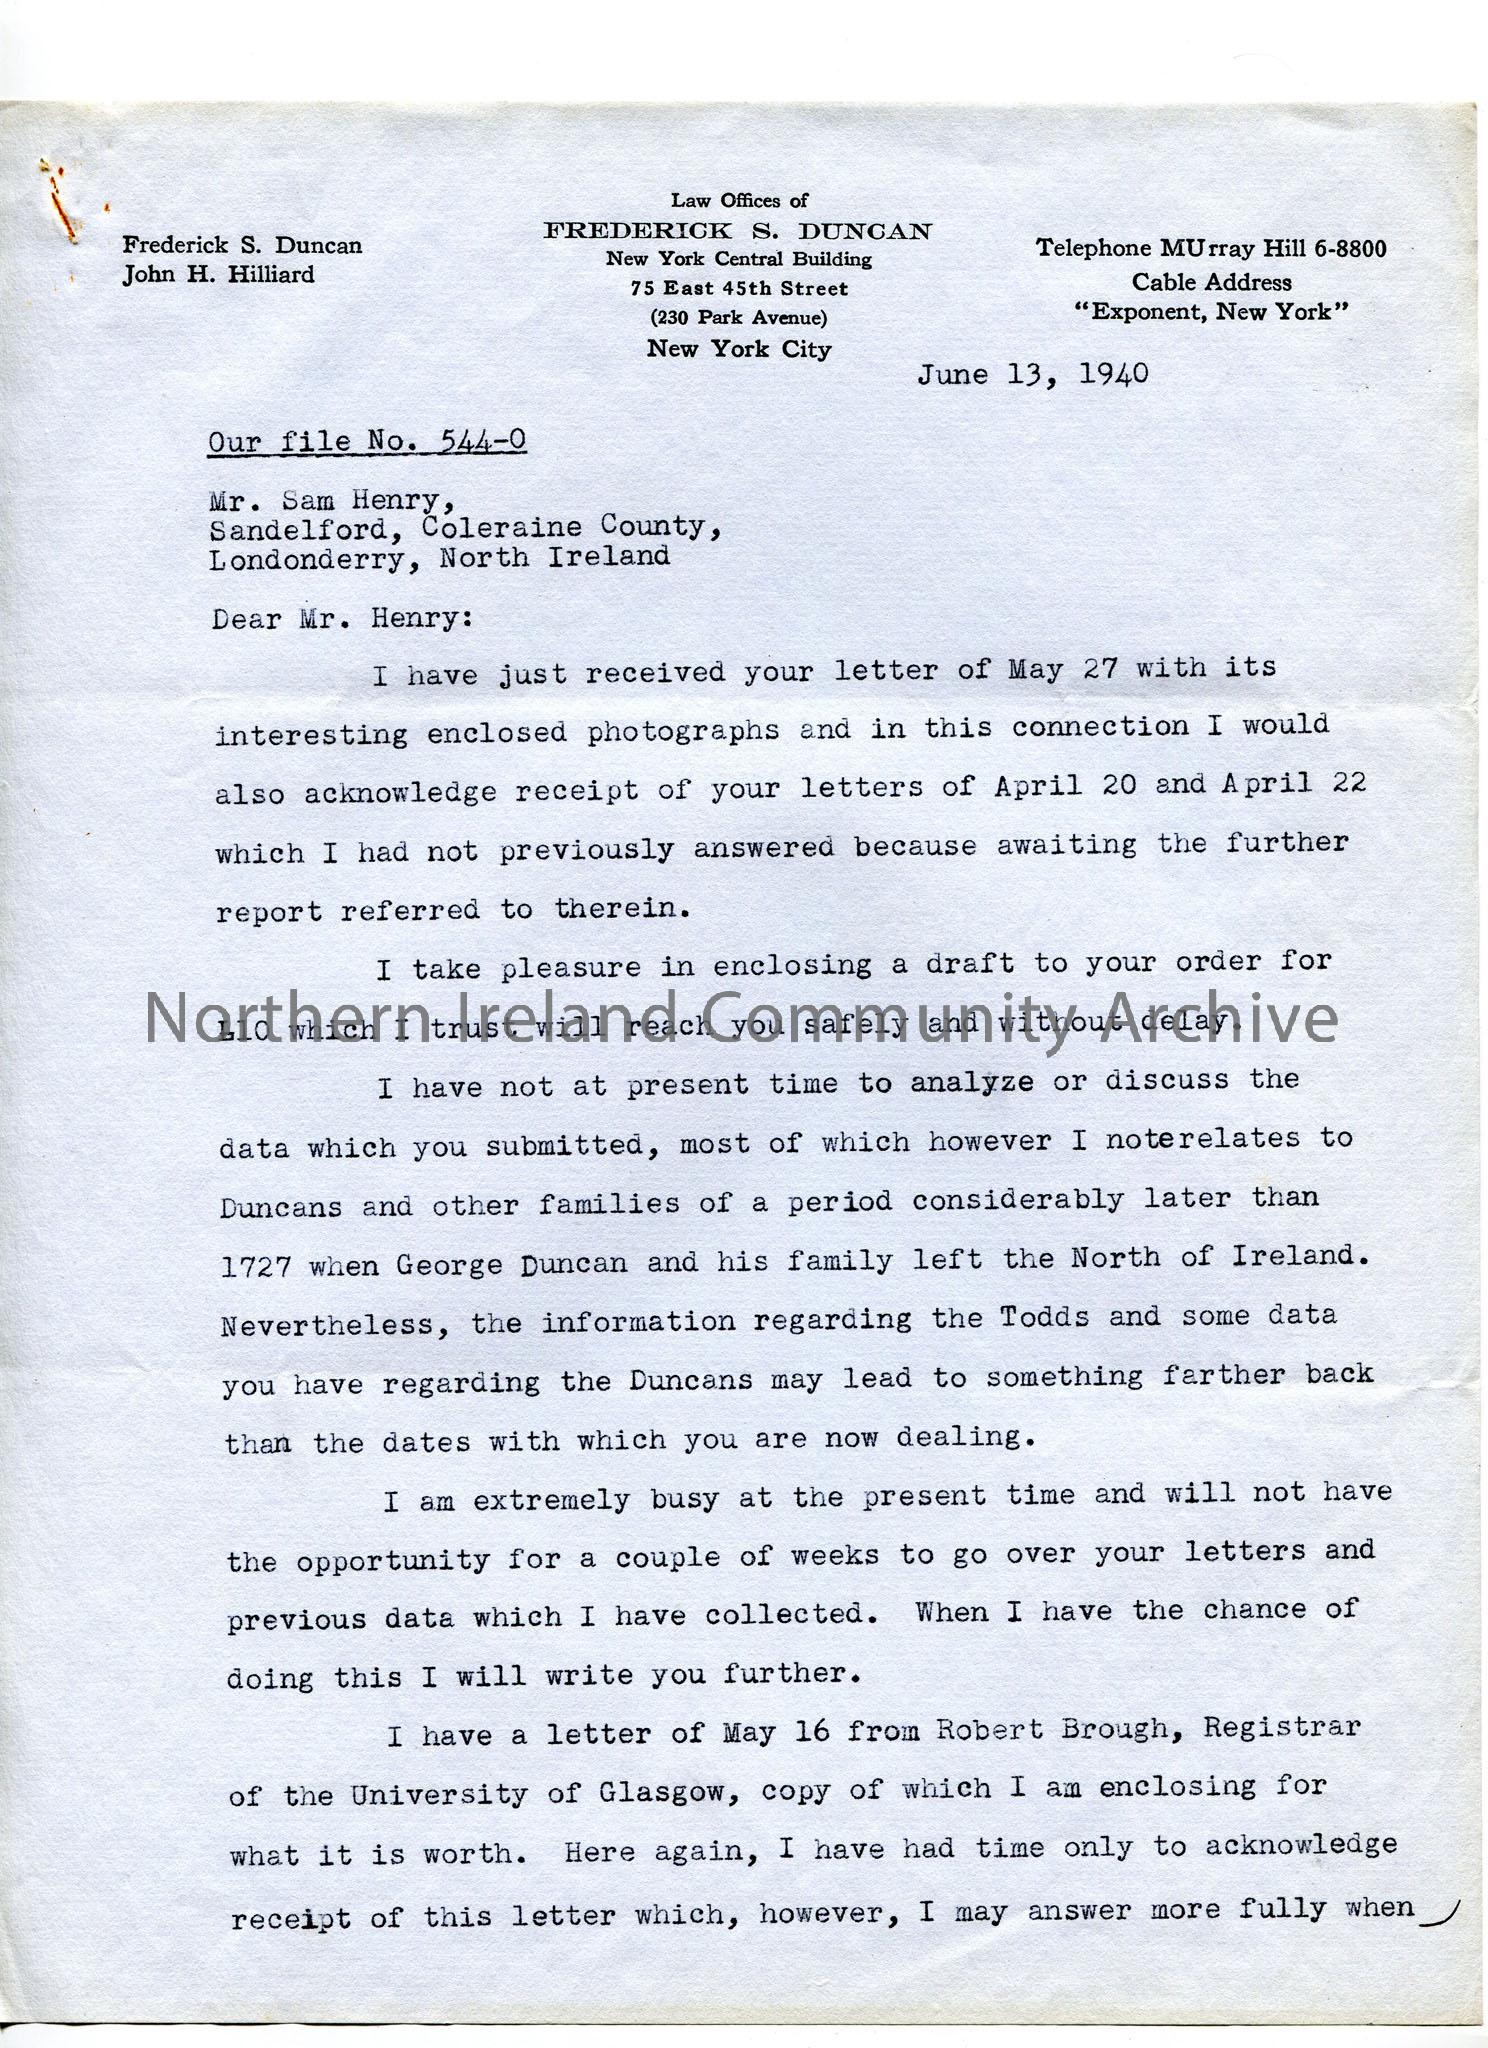 Law Offices of
FREDERICK S. DUNCAN
New York Central Building
75 East 45th Street
(230 Park Avenue)
New York City
Frederick S. Duncan
John H. Hilliard
Telephone MUrray Hill 6-8800
Cable Address
"Exponent, New York"
June 13, 1940
Our file No. 544-0
Mr. Sam Henry,
Sandelford, Coleraine County,
Londonderry, North Ireland
Dear Mr. Henry:
I have just received your letter of May 27 with its
interesting enclosed photographs and in this connection I would
also acknowledge receipt of your letters of April 20 and April 22
which I had not previously answered because awaiting the further
report referred to therein.
I take pleasure in enclosing a draft to your order for
Northern Ireland Community Archive
£10 which I trust will reach you safely and without delay.
I have not at present time to analyze or discuss the
data which you submitted, most of which however I noterelates to
Duncans and other families of a period considerably later than
1727 when George Duncan and his family left the North of Ireland.
Nevertheless, the information regarding the Todds and some data
you have regarding the Duncans may lead to something farther back
than the dates with which you are now dealing.
I am extremely busy at the present time and will not have
the opportunity for a couple of weeks to go over your letters and
previous data which I have collected. When I have the chance of
doing this I will write you further.
I have a letter of May 16 from Robert Brough, Registrar
of the University of Glasgow, copy of which I am enclosing for
what it is worth. Here again, I have had time only to acknowledge
receipt of this letter which, however, I may answer more fully when